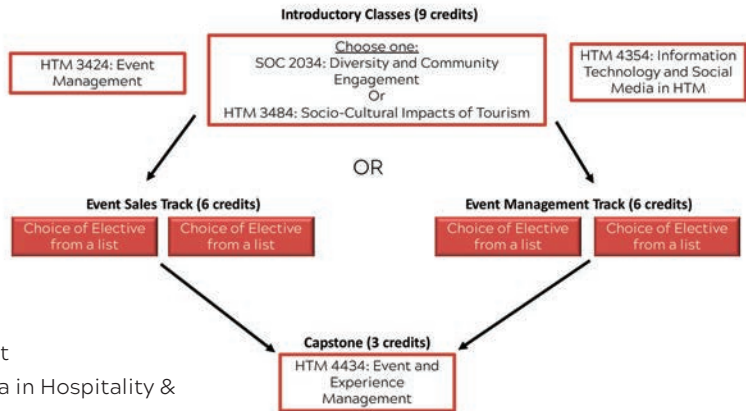 Introductory Classes (9 credits)
HTM 3424: Event
Management
Choose one:
SOC 2034: Diversity and Community
Engagement
Or
HTM 3484: Socio-Cultural Impacts of Tourism
HTM 4354: Information
Technology and Social
Media in HTM
OR
Event Sales Track (6 credits)
Choice of Elective
from a list
Choice of Elective
from a list
Event Management Track (6 credits)
Choice of Elective
from a list
Choice of Elective
from a list
Capstone (3 credits)
HTM 4434: Event and
Experience
Management
t
a in Hospitality &